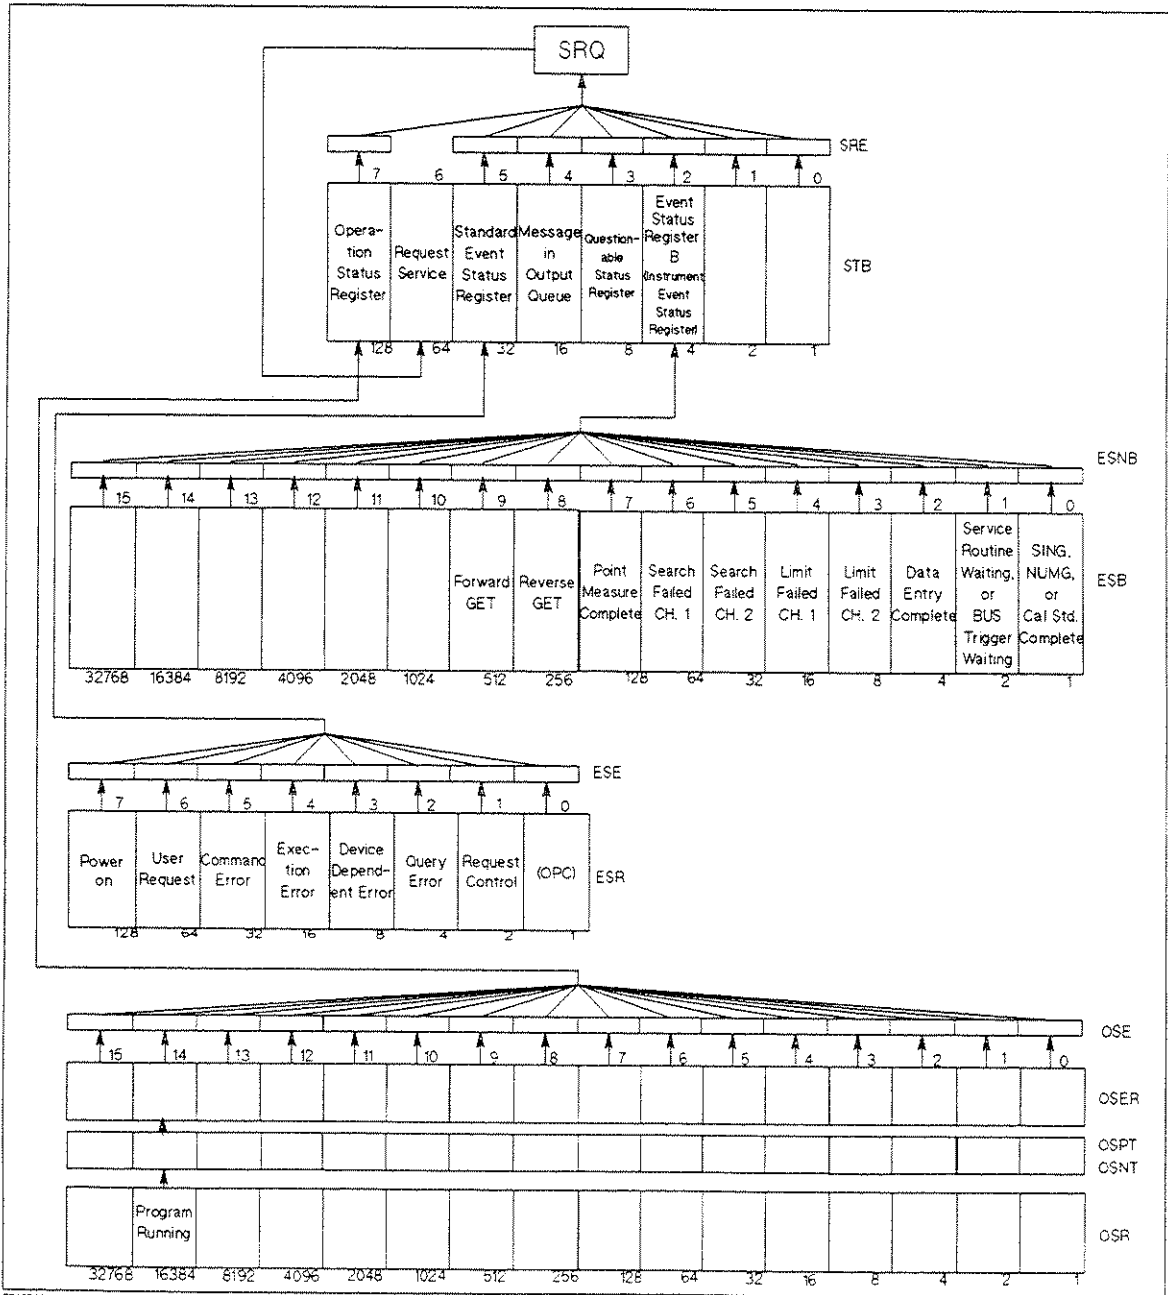 SRQ
SRE
7 6 5 4 3 2 1 0
Opera-
tion
Status
Register
Request
Service
Standard
Event
Status
Register
Message
in
Output
Queue
Question-
able
Status
Register
Event
Status
Register
B
(Instrument
Event
Status
Register)
STB
128 64 32 16 8 4 2 1
ESNB
15 14 13 12 11 10 9 8 7 6 5 4 3 2 1 0
Forward
GET
Reverse
GET
Point
Measure
Complete
Search
Failed
CH. 1
Search
Failed
CH. 2
Limit
Failed
CH. 1
Limit
Failed
CH. 2
Data
Entry
Complete
Service
Routine
Waiting,
or
BUS
Trigger
Waiting
SING,
NUMG,
or
Cal Std.
Complete
ESB
32768 16384 8192 4096 2048 1024 512 256 128 64 32 16 8 4 2 1
ESE
7 6 5 4 3 2 1 0
Power
on
User
Request
Command
Error
Exec-
tion
Error
Device
Depend-
ent Error
Query
Error
Request
Control
(OPC)
ESR
128 64 32 16 8 4 2 1
OSE
15 14 13 12 11 10 9 8 7 6 5 4 3 2 1 0
OSER
OSPT
OSNT
Program
Running
OSR
32768 16384 8192 4096 2048 1024 512 256 128 64 32 16 8 4 2 1